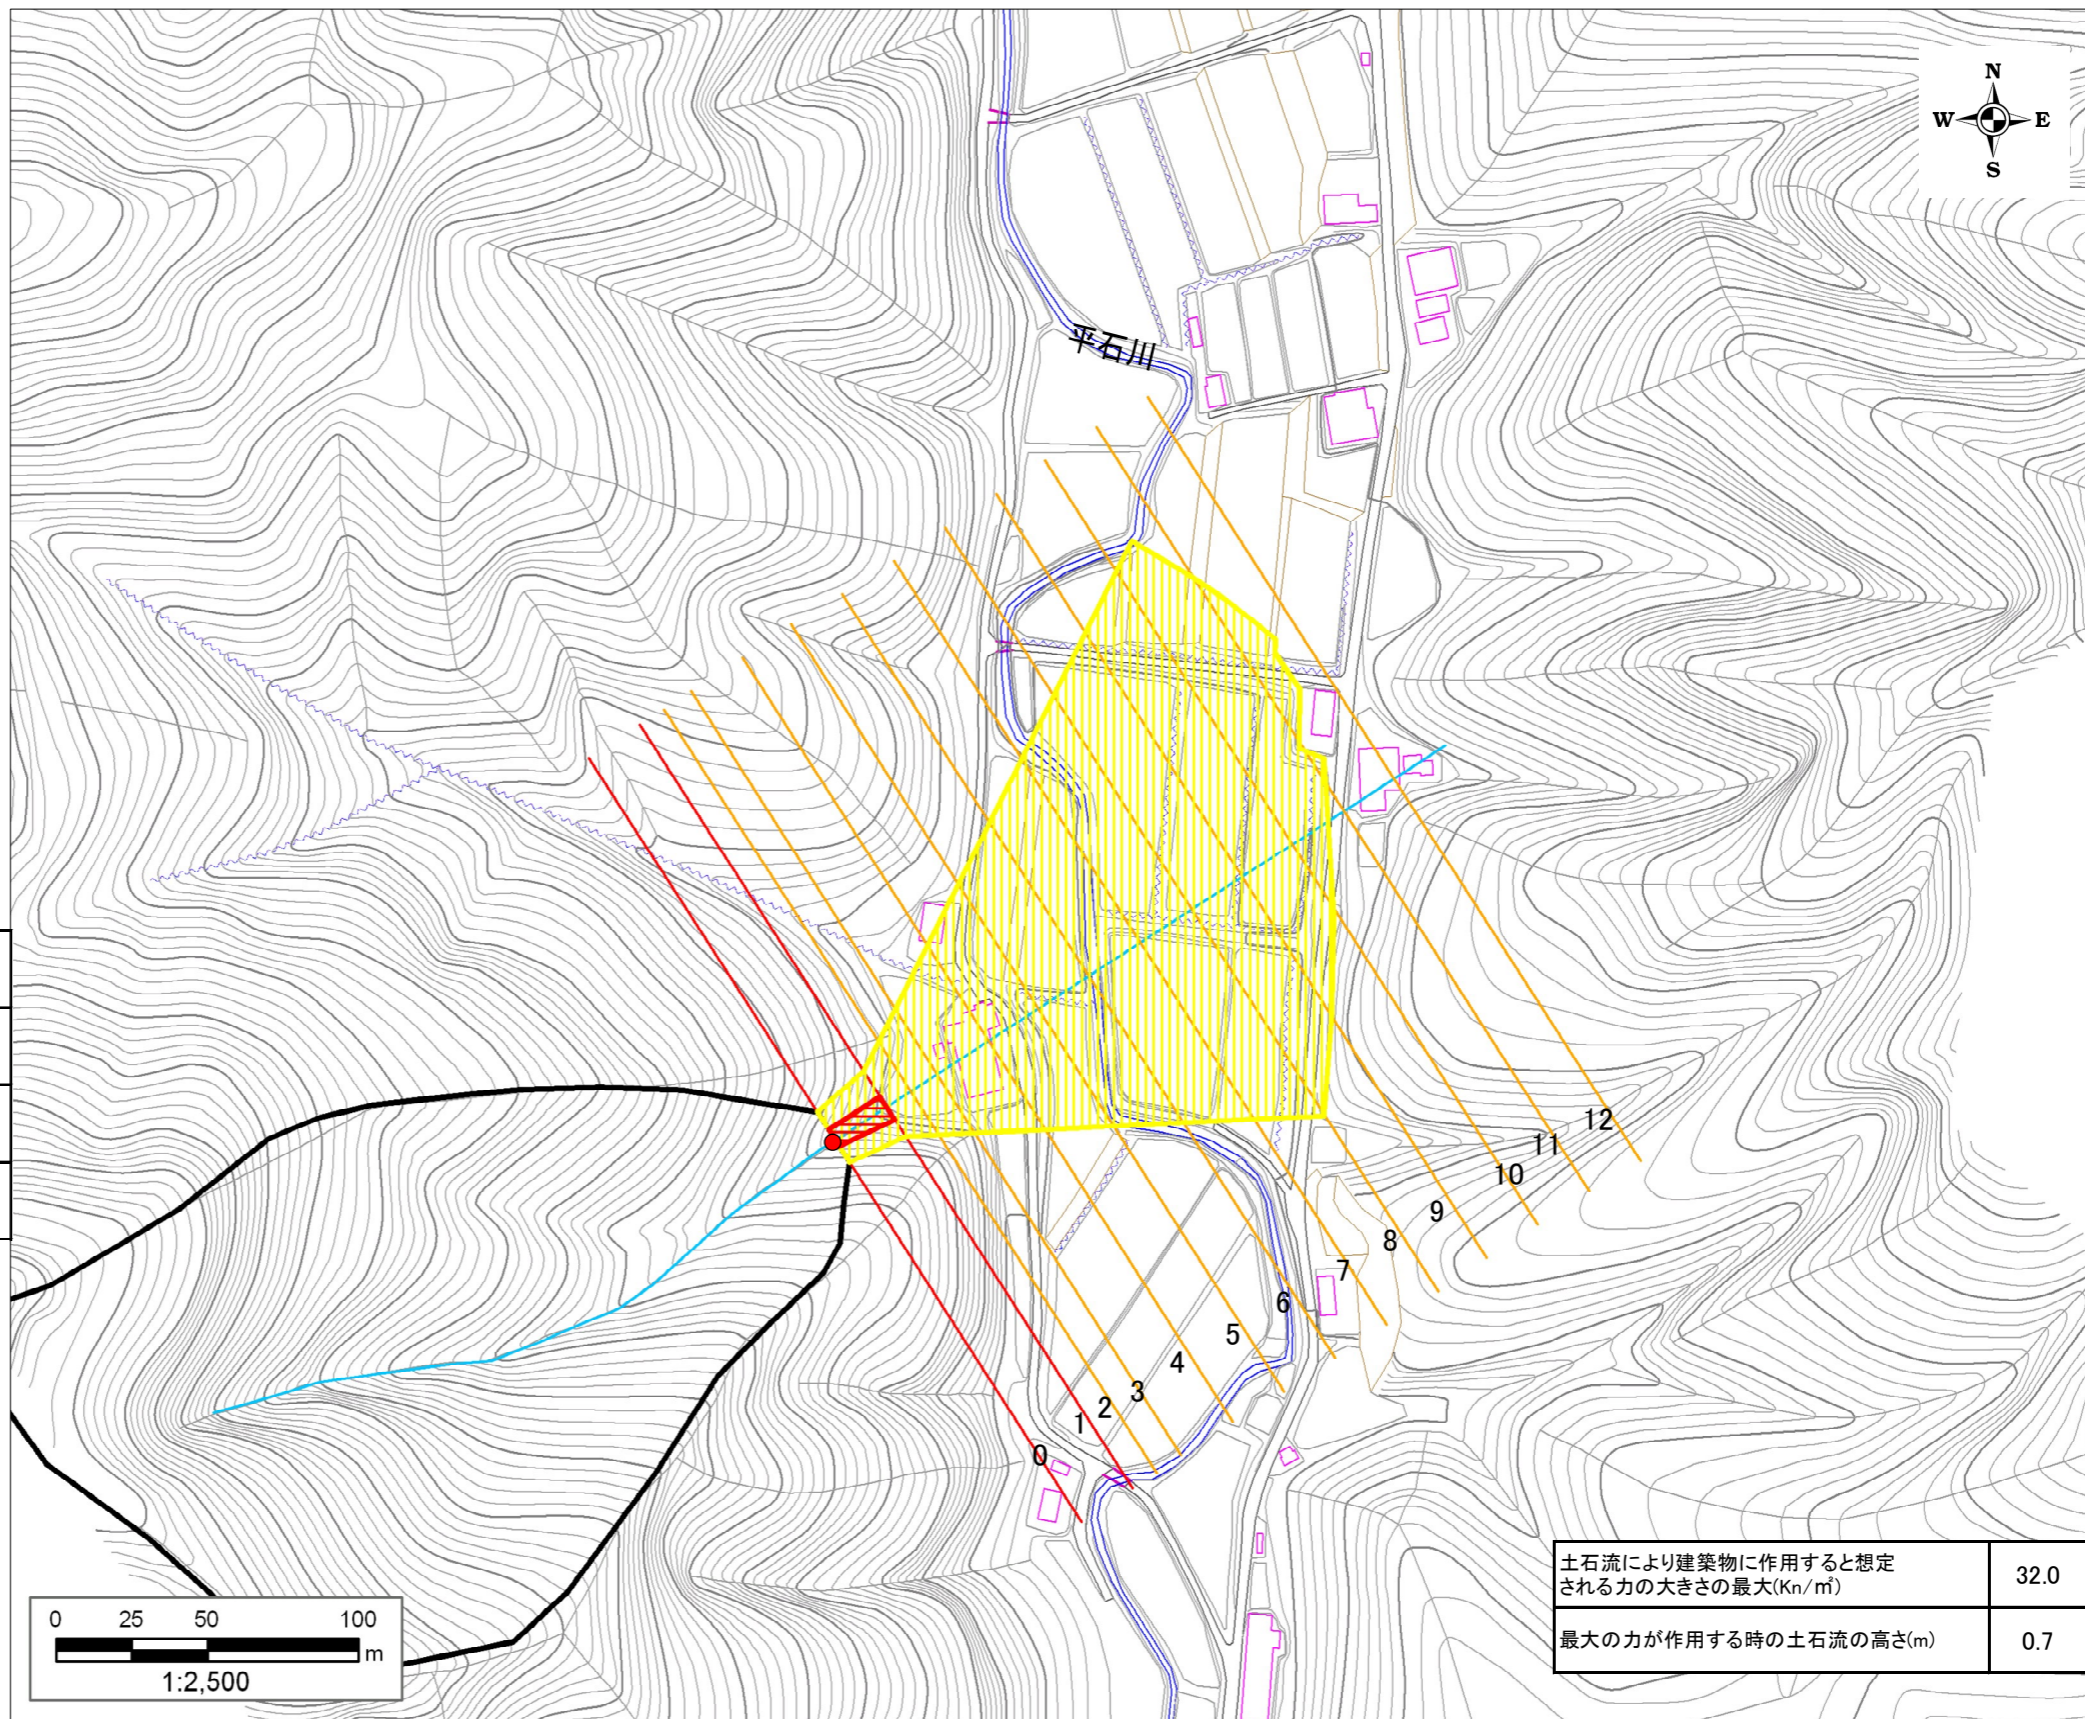 N
W E
S
平石川
12
11
10
9
8
7
6
5
4
3
2
1
0
土石流により建築物に作用すると想定
される力の大きさの最大(Kn/㎡)
32.0
最大の力が作用する時の土石流の高さ(m)
0.7
0 25 50 100
m
1:2,500